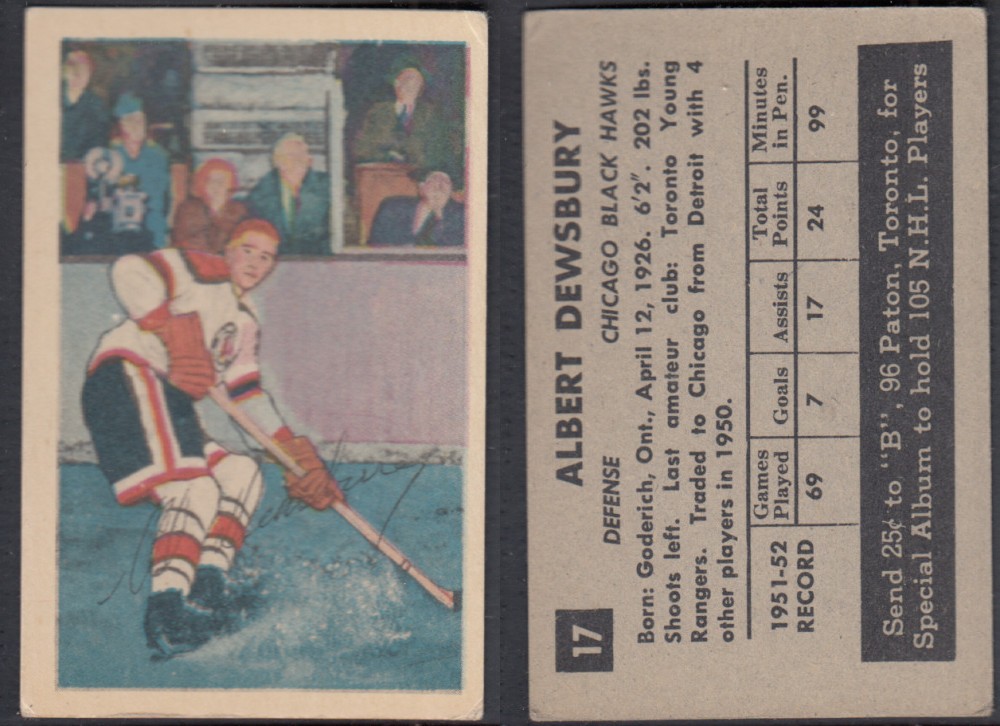 17
ALBERT DEWSBURY
DEFENSE CHICAGO BLACK HAWKS
Born: Goderich, Ont., April 12, 1926. 6'2". 202 lbs.
Shoots left. Last amateur club: Toronto Young
Rangers. Traded to Chicago from Detroit with 4
other players in 1950.
1951-52 RECORD
Games Played Goals Assists Total Points Minutes in Pen.
69 7 17 24 99
Send 25¢ to "B", 96 Paton, Toronto, for
Special Album to hold 105 N.H.L. Players